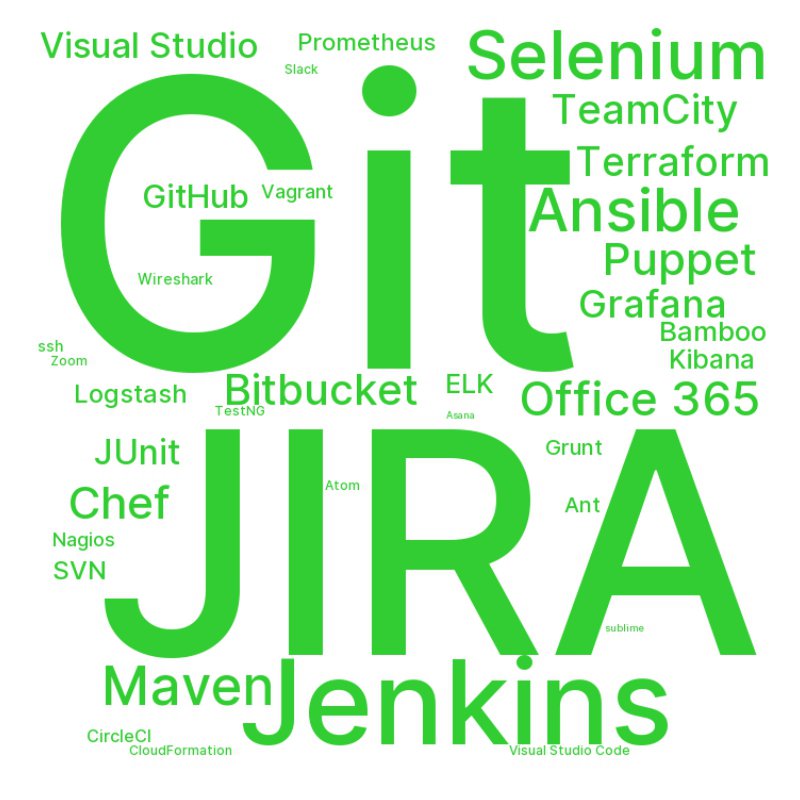 Visual Studio
Prometheus
Selenium
Slack
Git
TeamCity
Terraform
GitHub
Vagrant
Ansible
Puppet
Wireshark
Grafana
Bamboo
ssh
Zoom
Kibana
Logstash
Bitbucket
ELK
Office 365
TestNG
Asana
JIRA
JUnit
Grunt
Atom
Chef
Ant
Nagios
SVN
sublime
Maven
Jenkins
CircleCI
CloudFormation
Visual Studio Code